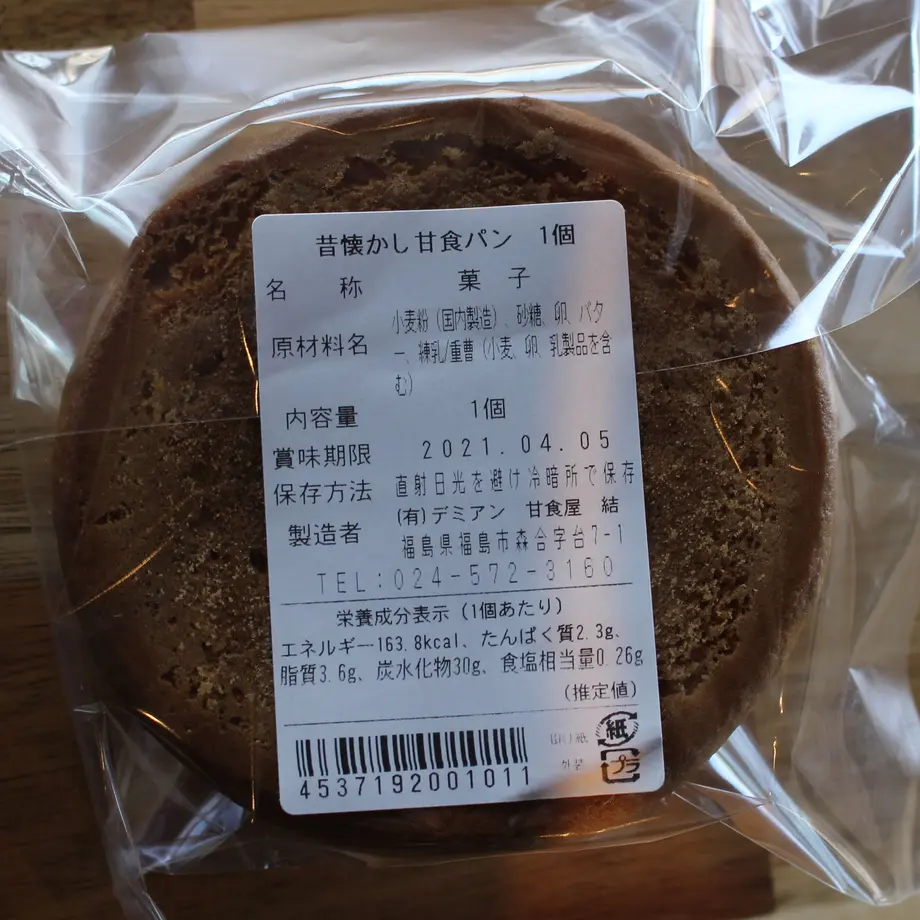 昔懐かし甘食パン 1個
名 称 菓子
原材料名 小麦粉（国内製造）、砂糖、卵、バタ
ー、練乳/重曹（小麦、卵、乳製品を含
む）
内容量 1個
賞味期限 2021.04.05
保存方法 直射日光を避け冷暗所で保存
製造者 (有)デミアン 甘食屋 結
福島県福島市森合字台7-1
TEL:024-572-3160
栄養成分表示（1個あたり）
エネルギー163.8kcal、たんぱく質2.3g、
脂質3.6g、炭水化物30g、食塩相当量0.26g
（推定値）
紙
紙
外装
プラ
4537192001011